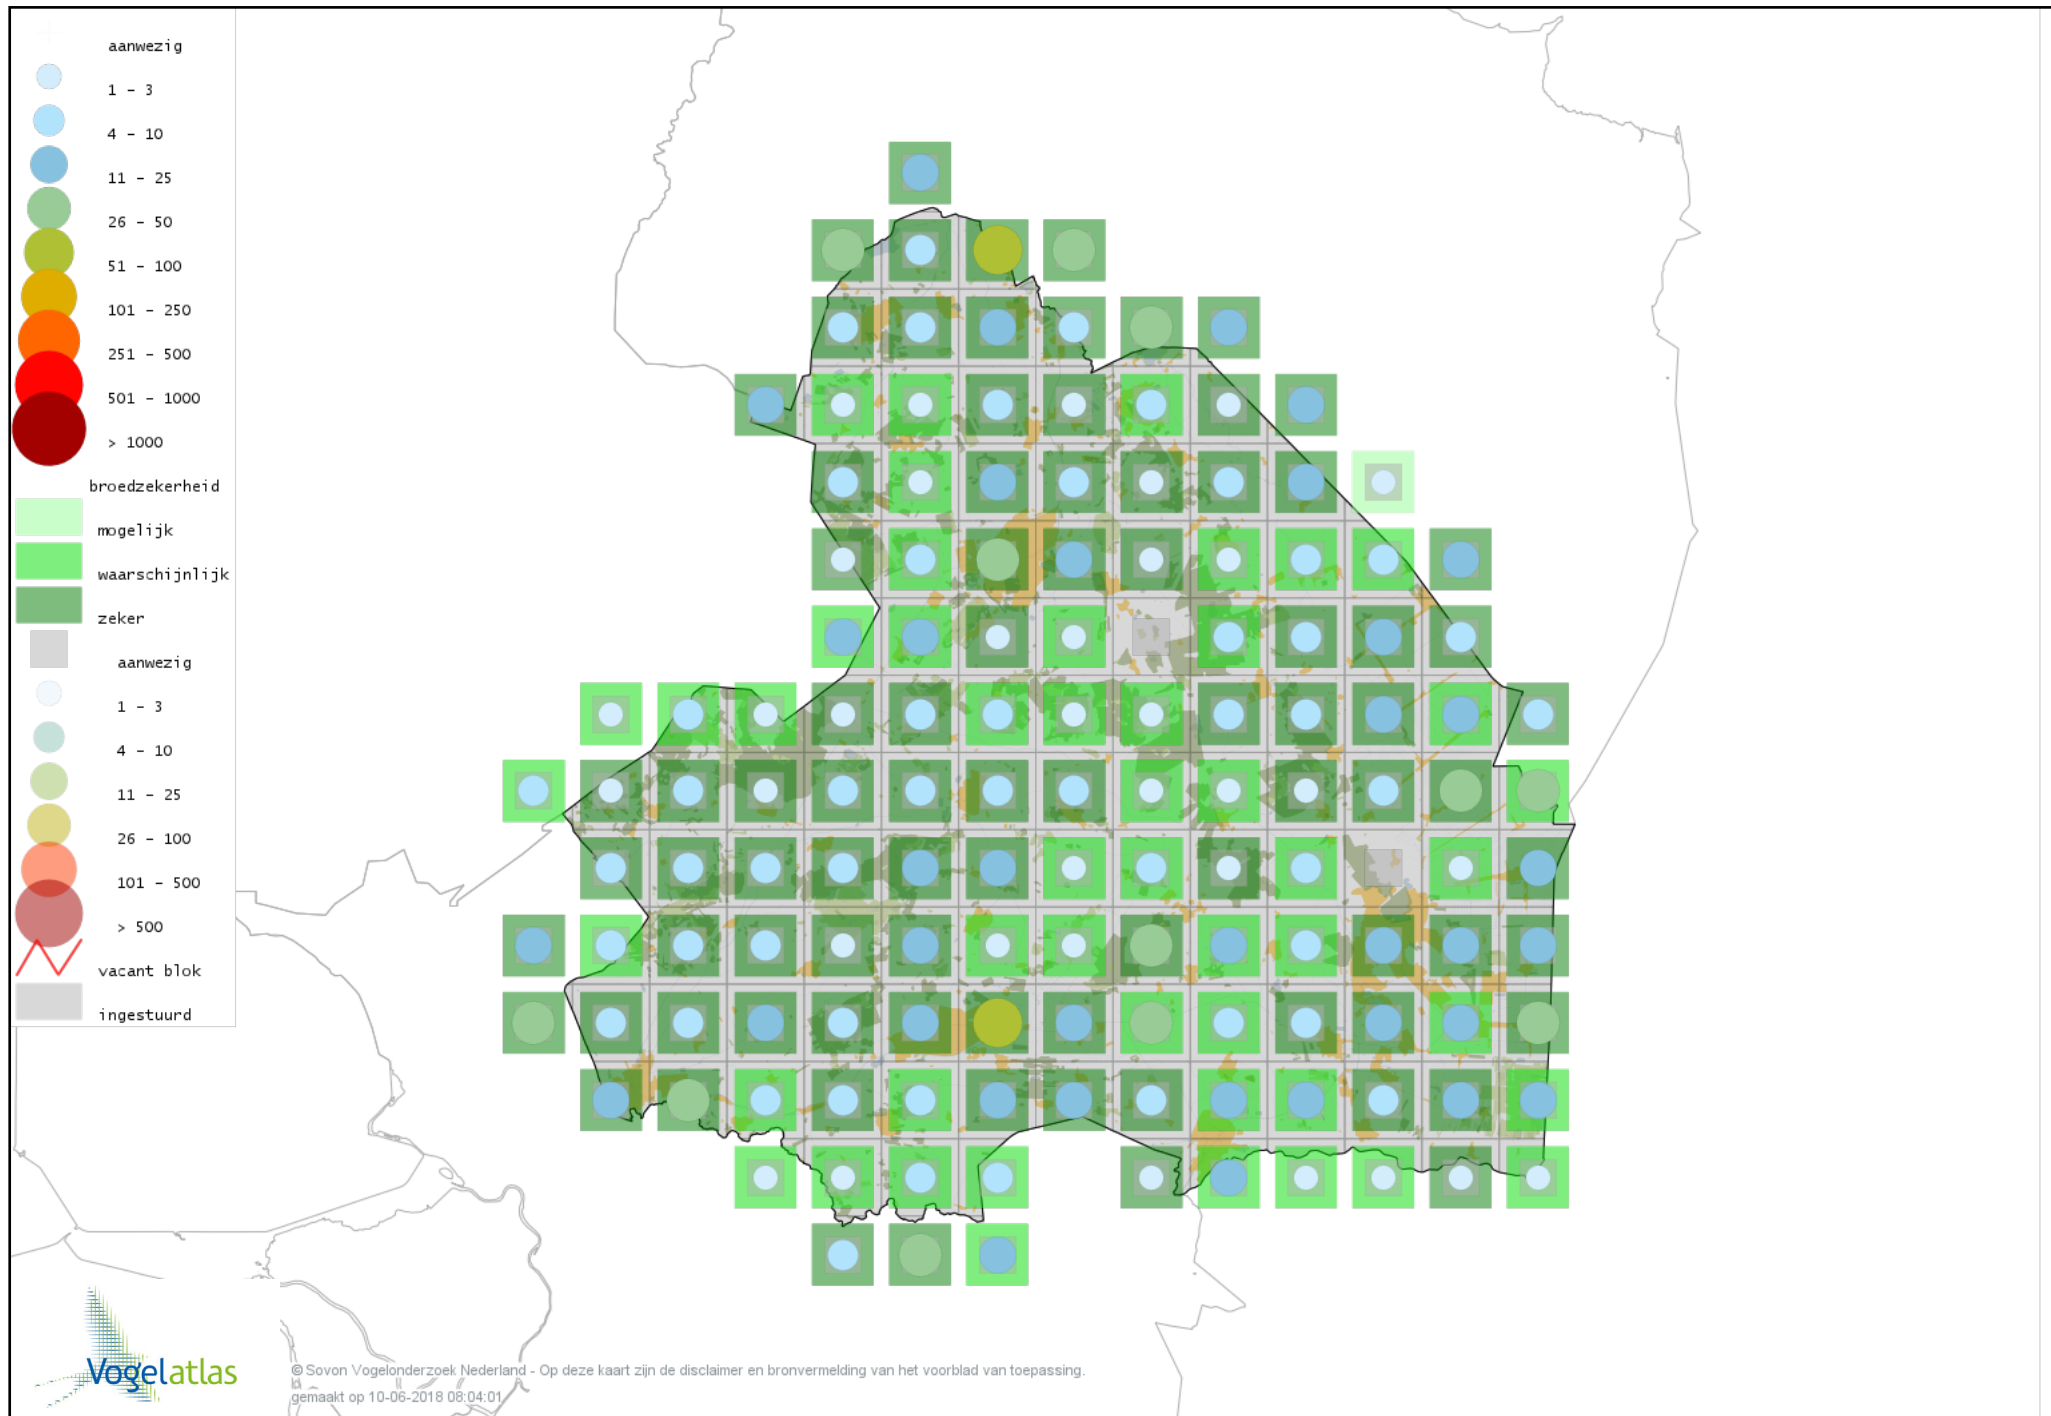 aanwezig
1 - 3
4 - 10
11 - 25
26 - 50
51 - 100
101 - 250
251 - 500
501 - 1000
> 1000
broedzekerheid
mogelijk
waarschijnlijk
zeker
aanwezig
1 - 3
4 - 10
11 - 25
26 - 100
101 - 500
> 500
vacant blok
ingestuurd
Vogelatlas
© Sovon Vogelonderzoek Nederland - Op deze kaart zijn de disclaimer en bronvermelding van het voorblad van toepassing.
gemaakt op 10-06-2018 08:04:01